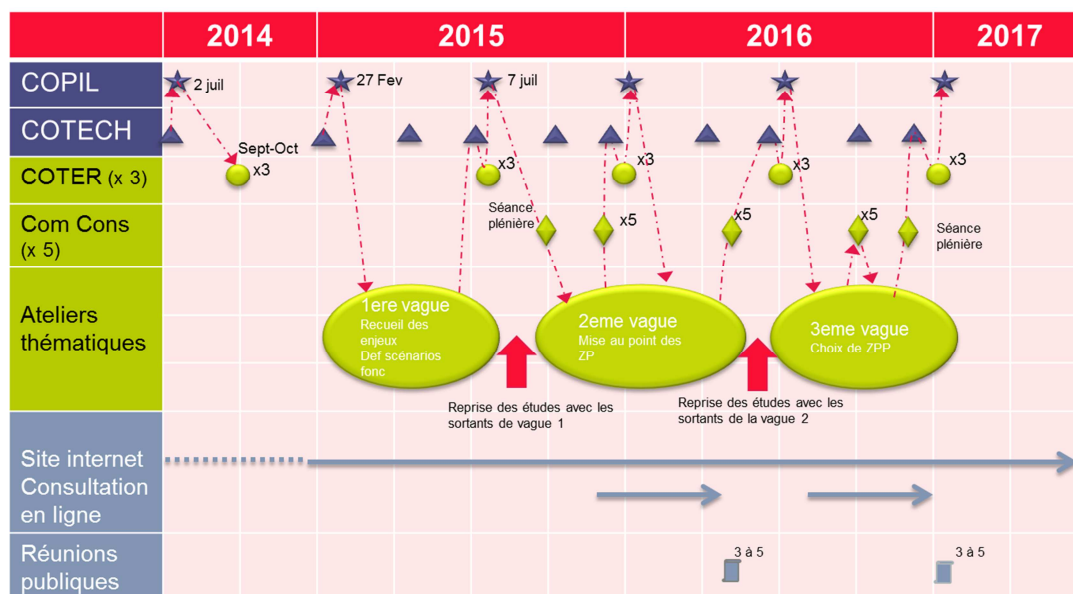 2014 2015 2016 2017
COPIL
2 juil
27 Fev
7 juil
COTECH
Sept-Oct
COTER (x 3)
x3
x3
x3
x3
x3
Com Cons
(x 5)
Séance
plénière
x5
x5
x5
Séance
plénière
Ateliers
thématiques
1ere vague
Recueil des
enjeux
Def scénarios
fonc
2eme vague
Mise au point des
ZP
3eme vague
Choix de ZPP
Reprise des études avec les
sortants de vague 1
Reprise des études avec les
sortants de la vague 2
Site internet
Consultation
en ligne
Réunions
publiques
3 à 5
3 à 5